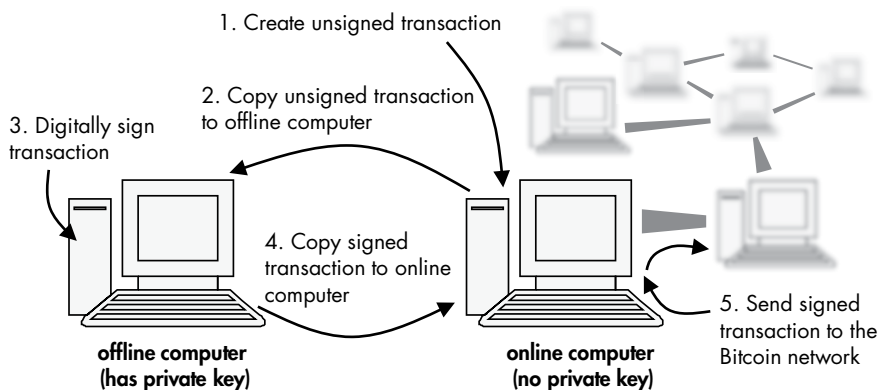 1. Create unsigned transaction
2. Copy unsigned transaction
to offline computer
3. Digitally sign
transaction
4. Copy signed
transaction to online
computer
5. Send signed
transaction to the
Bitcoin network
offline computer
(has private key)
online computer
(no private key)